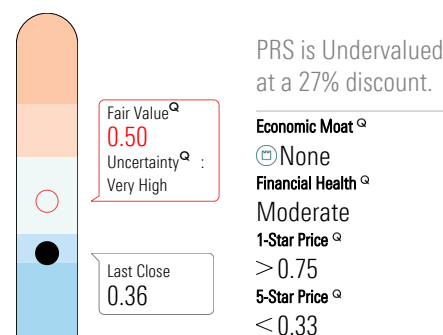 PRS is Undervalued
at a 27% discount.
Fair Value Q
0.50
Uncertainty Q :
Very High
Last Close
0.36
Economic Moat Q
None
Financial Health Q
Moderate
1-Star Price Q
>0.75
5-Star Price Q
<0.33